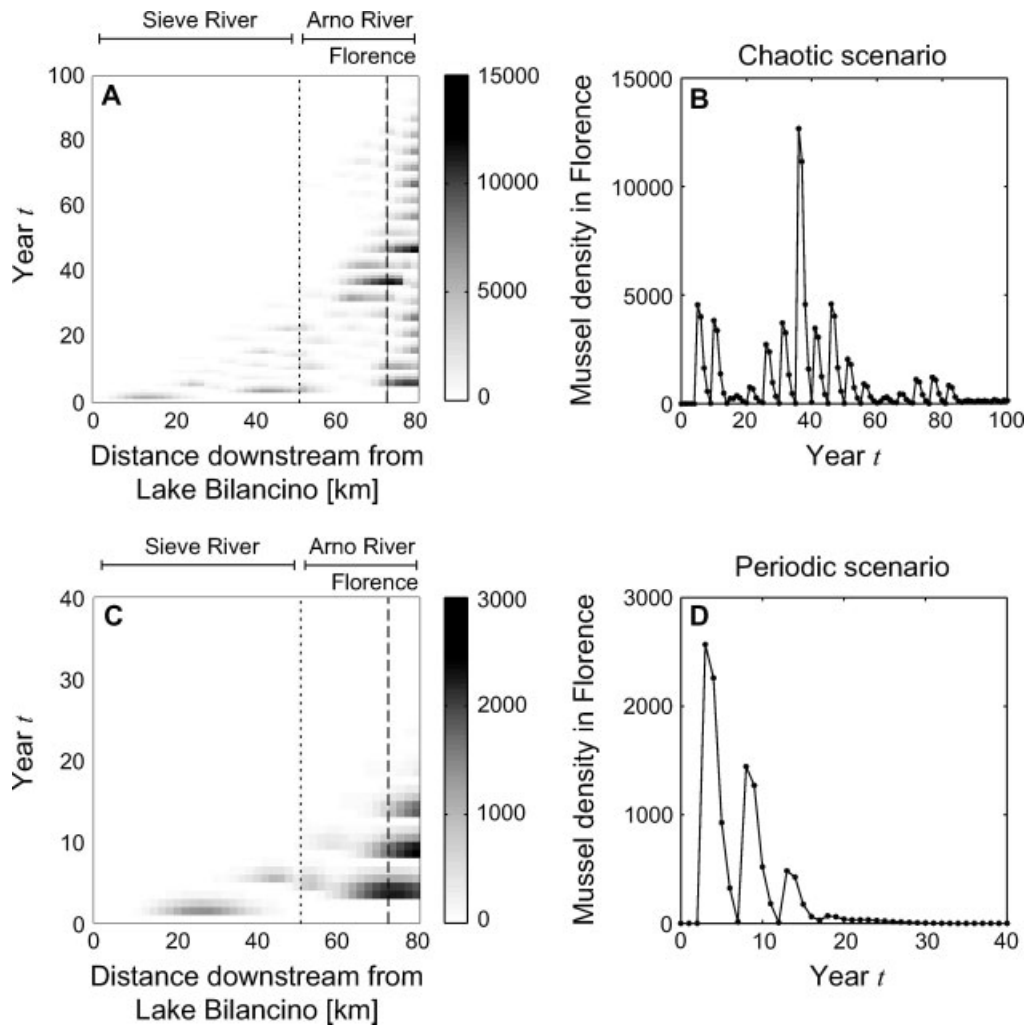 Sieve River Arno River
Florence
A
100
80
60
40
20
0
Year t
0 20 40 60 80
Distance downstream from
Lake Bilancino [km]
15000
10000
5000
0
Chaotic scenario
B
15000
10000
5000
0
Mussel density in Florence
0 20 40 60 80 100
Year t
Sieve River Arno River
Florence
C
40
30
20
10
0
Year t
0 20 40 60 80
Distance downstream from
Lake Bilancino [km]
3000
2000
1000
0
Periodic scenario
D
3000
2000
1000
0
Mussel density in Florence
0 10 20 30 40
Year t